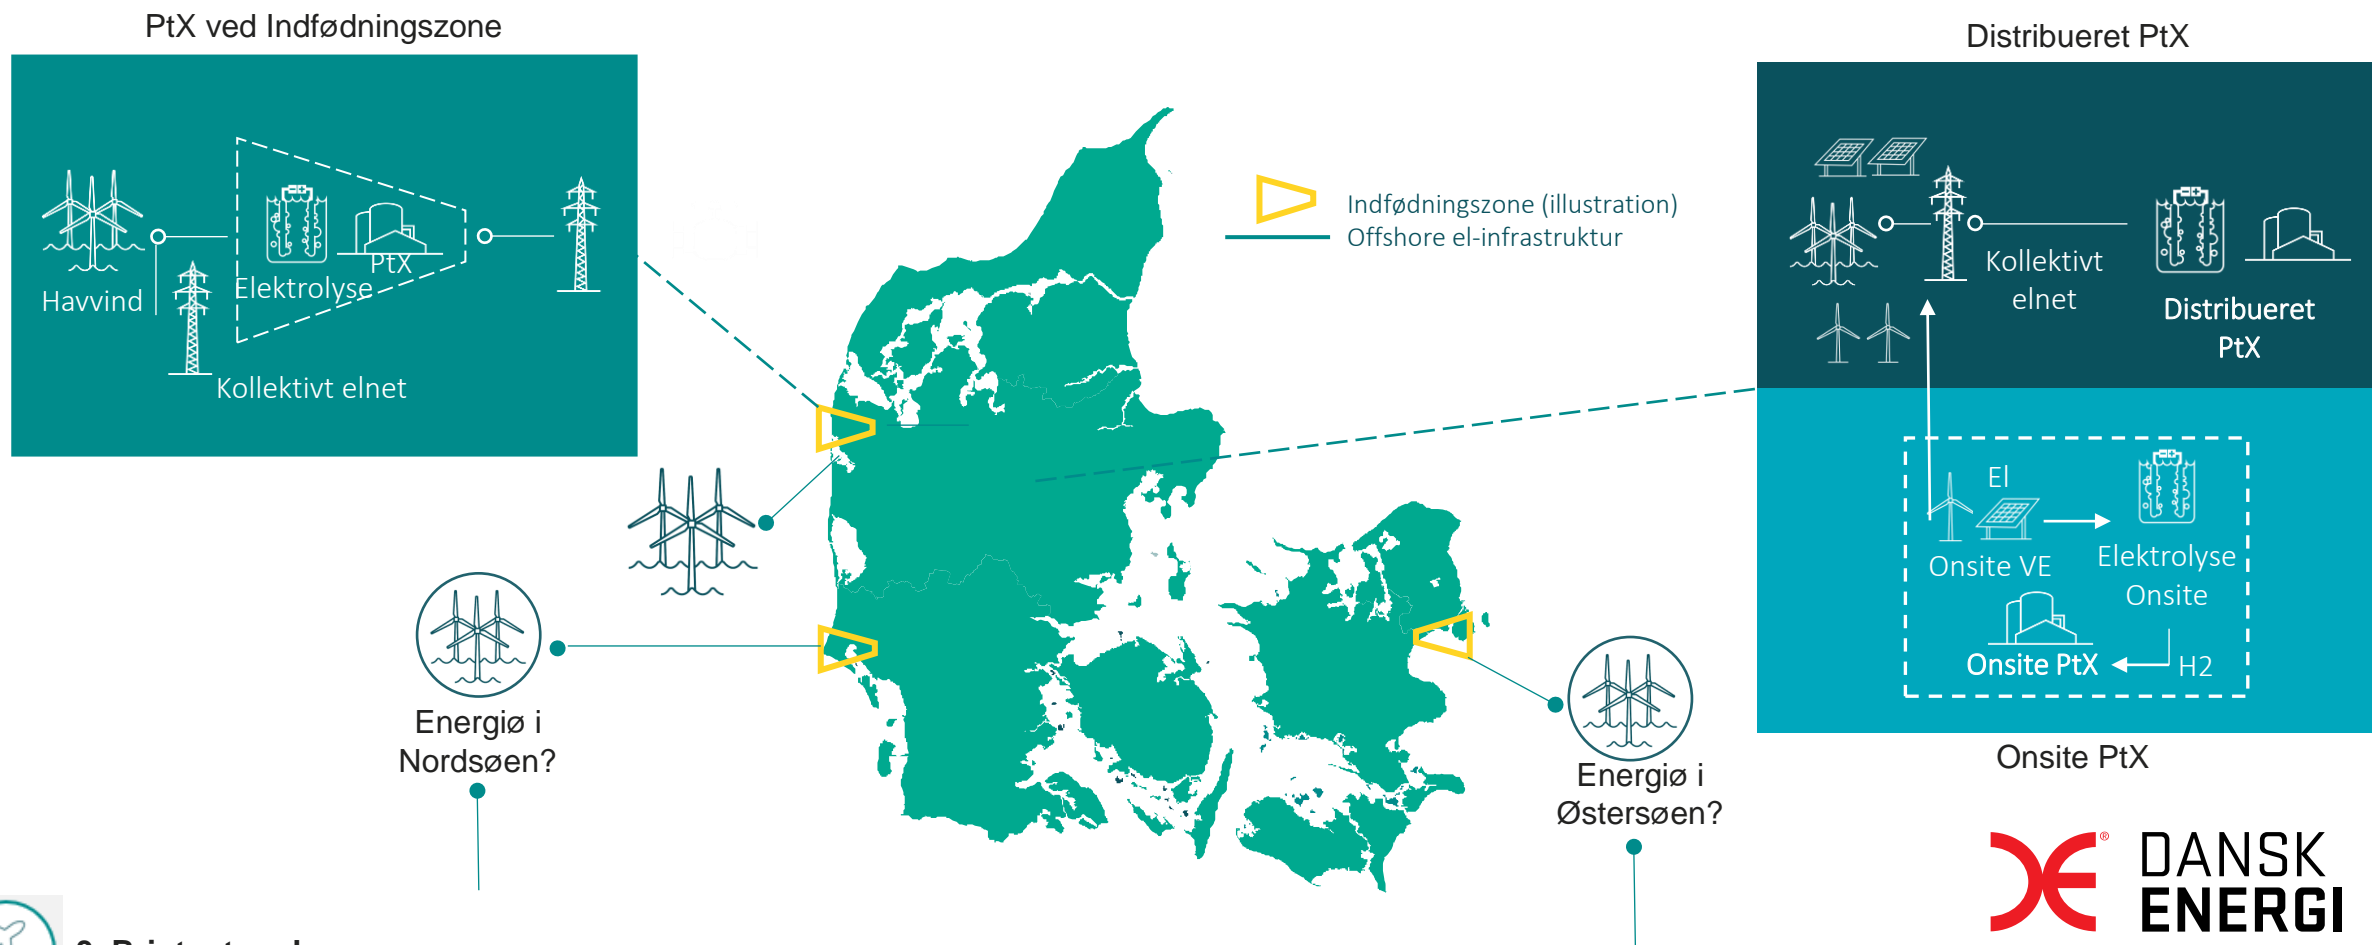 PtX ved Indfødningszone
Distribueret PtX
Havvind
Elektrolyse
PtX
Kollektivt elnet
Indfødningszone (illustration)
Offshore el-infrastruktur
Kollektivt
elnet
Distribueret
PtX
El
Onsite VE
Elektrolyse
Onsite
Onsite PtX
H2
Onsite PtX
Energiø i
Nordsøen?
Energiø i
Østersøen?
DANSK
ENERGI
®